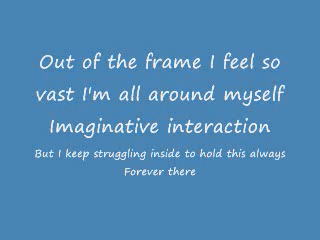 Out of the frame I feel so
vast I'm all around myself
Imaginative interaction
But I keep struggling inside to hold this always
Forever there